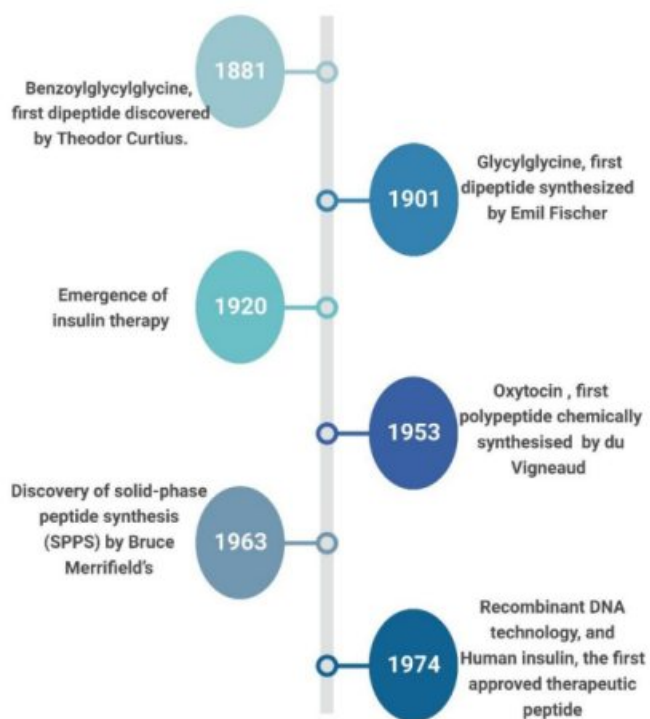 1881
Benzoylglycylglycine,
first dipeptide discovered
by Theodor Curtius.
1901
Glycylglycine, first
dipeptide synthesized
by Emil Fischer
1920
Emergence of
insulin therapy
1953
Oxytocin , first
polypeptide chemically
synthesised by du
Vigneaud
1963
Discovery of solid-phase
peptide synthesis
(SPPS) by Bruce
Merrifield's
1974
Recombinant DNA
technology, and
Human insulin, the first
approved therapeutic
peptide